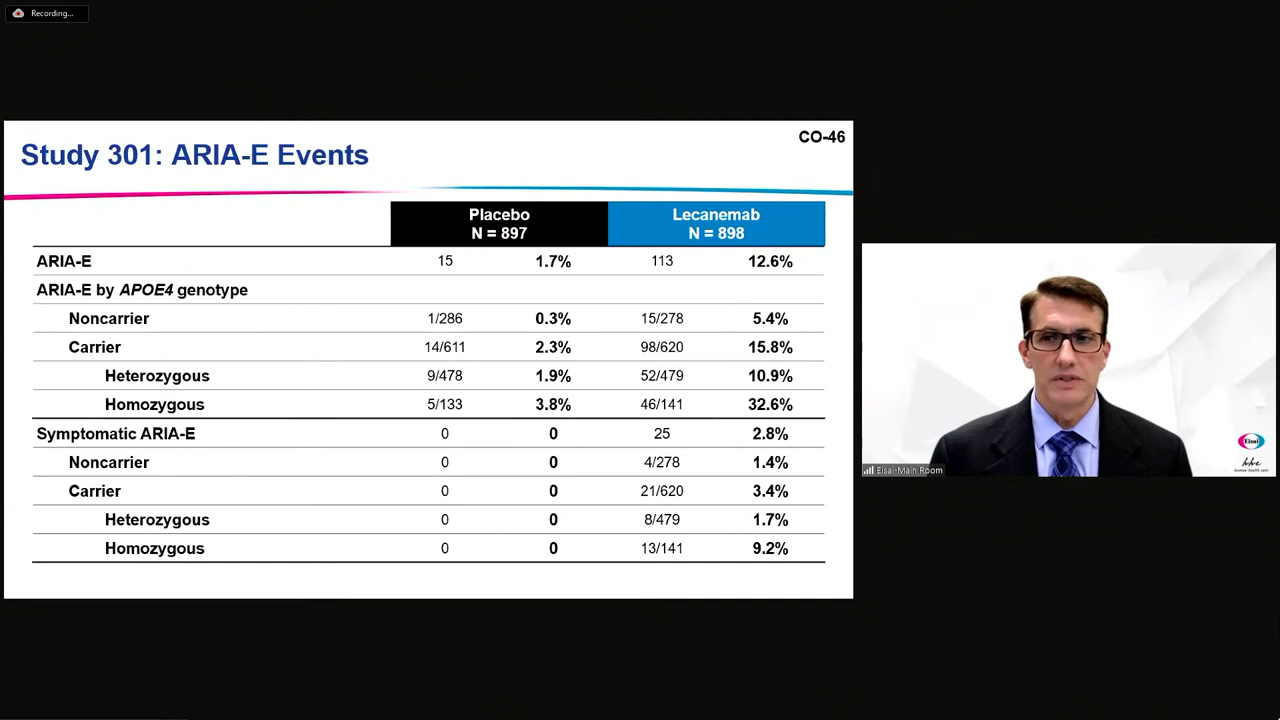 Recording...
CO-46
Study 301: ARIA-E Events
Placebo Lecanemab
N = 897 N = 898
ARIA-E 15 1.7% 113 12.6%
ARIA-E by APOE4 genotype
Noncarrier 1/286 0.3% 15/278 5.4%
Carrier 14/611 2.3% 98/620 15.8%
Heterozygous 9/478 1.9% 52/479 10.9%
Homozygous 5/133 3.8% 46/141 32.6%
Symptomatic ARIA-E 0 0 25 2.8%
Noncarrier 0 0 4/278 1.4%
Carrier 0 0 21/620 3.4%
Heterozygous 0 0 8/479 1.7%
Homozygous 0 0 13/141 9.2%
Eisai
hhc
human health care
Eisai-Main Room